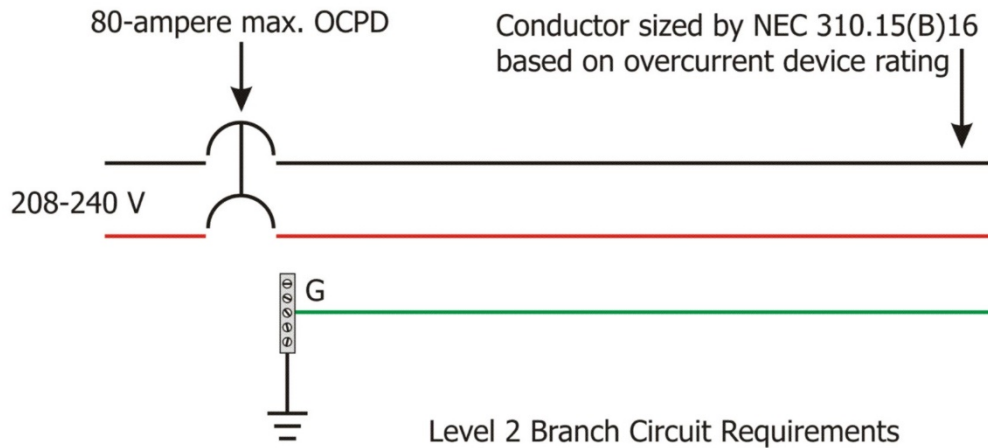 80-ampere max. OCPD
Conductor sized by NEC 310.15(B)16
based on overcurrent device rating
208-240 V
G
Level 2 Branch Circuit Requirements